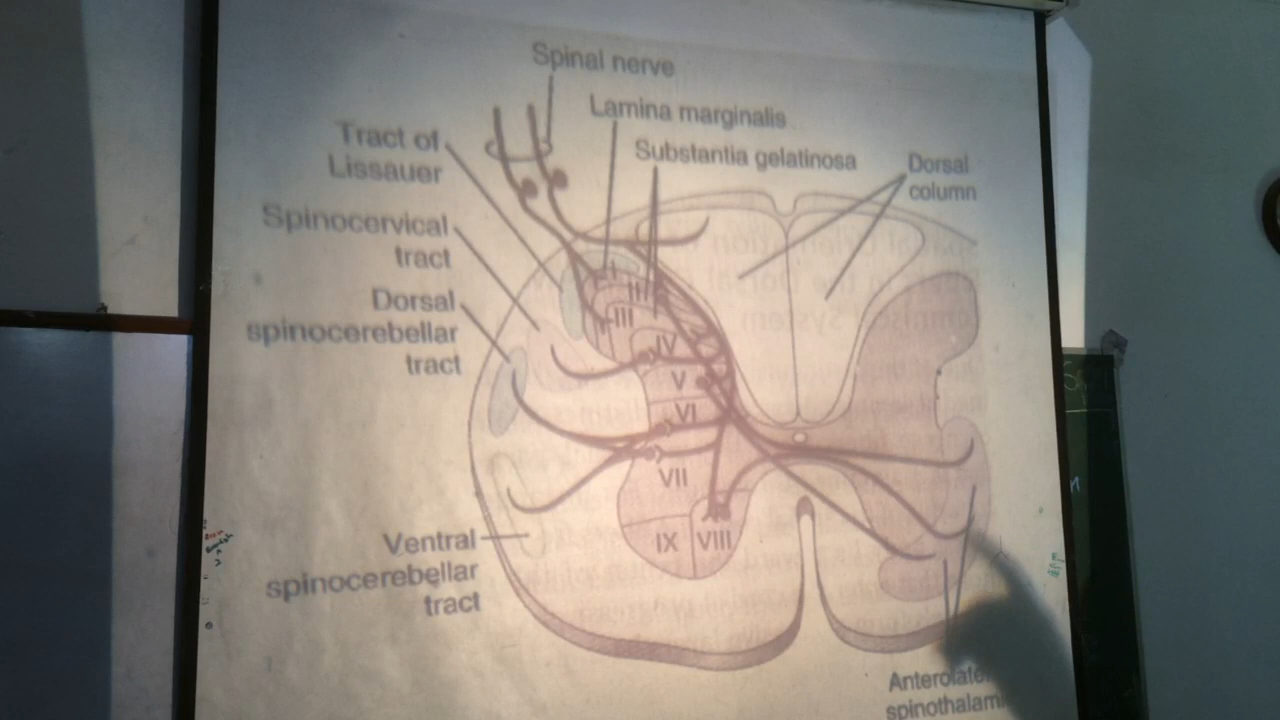 Spinal nerve
Lamina marginalis
Tract of
Lissauer
Substantia gelatinosa
Dorsal
column
Spinocervical
tract
Dorsal
spinocerebellar
tract
I
II
III
IV
V
VI
VII
IX VIII
Ventral
spinocerebellar
tract